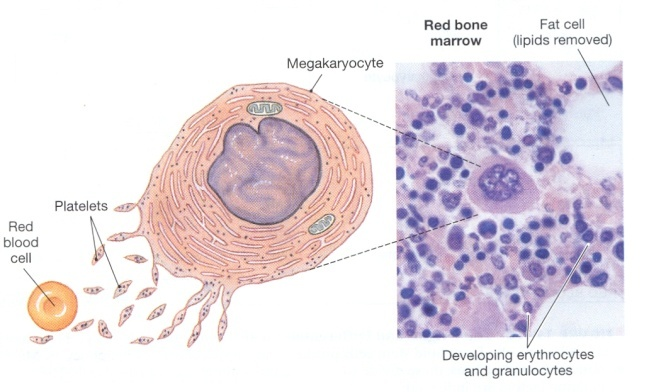 Red bone
marrow
Fat cell
(lipids removed)
Megakaryocyte
Platelets
Red
blood
cell
Developing erythrocytes
and granulocytes